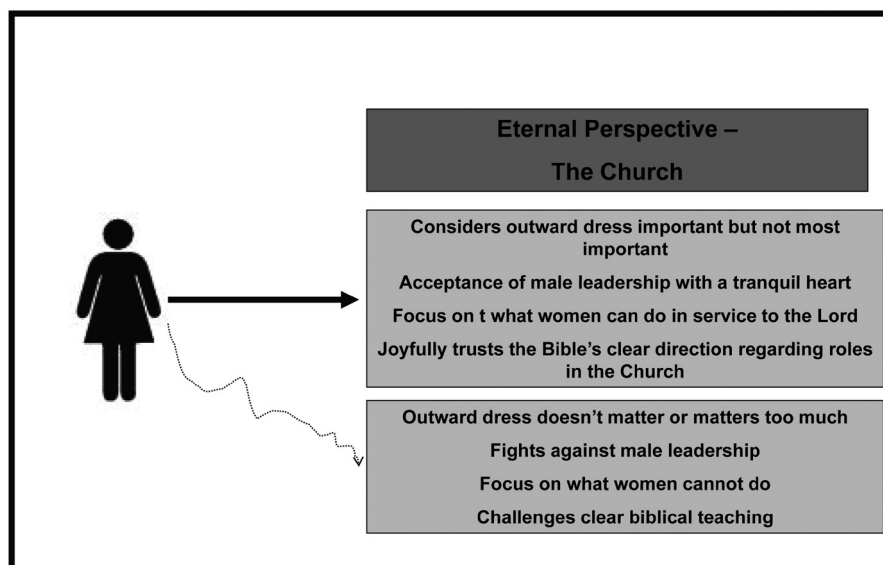 Eternal Perspective –
The Church
Considers outward dress important but not most
important
Acceptance of male leadership with a tranquil heart
Focus on t what women can do in service to the Lord
Joyfully trusts the Bible's clear direction regarding roles
in the Church
Outward dress doesn't matter or matters too much
Fights against male leadership
Focus on what women cannot do
Challenges clear biblical teaching